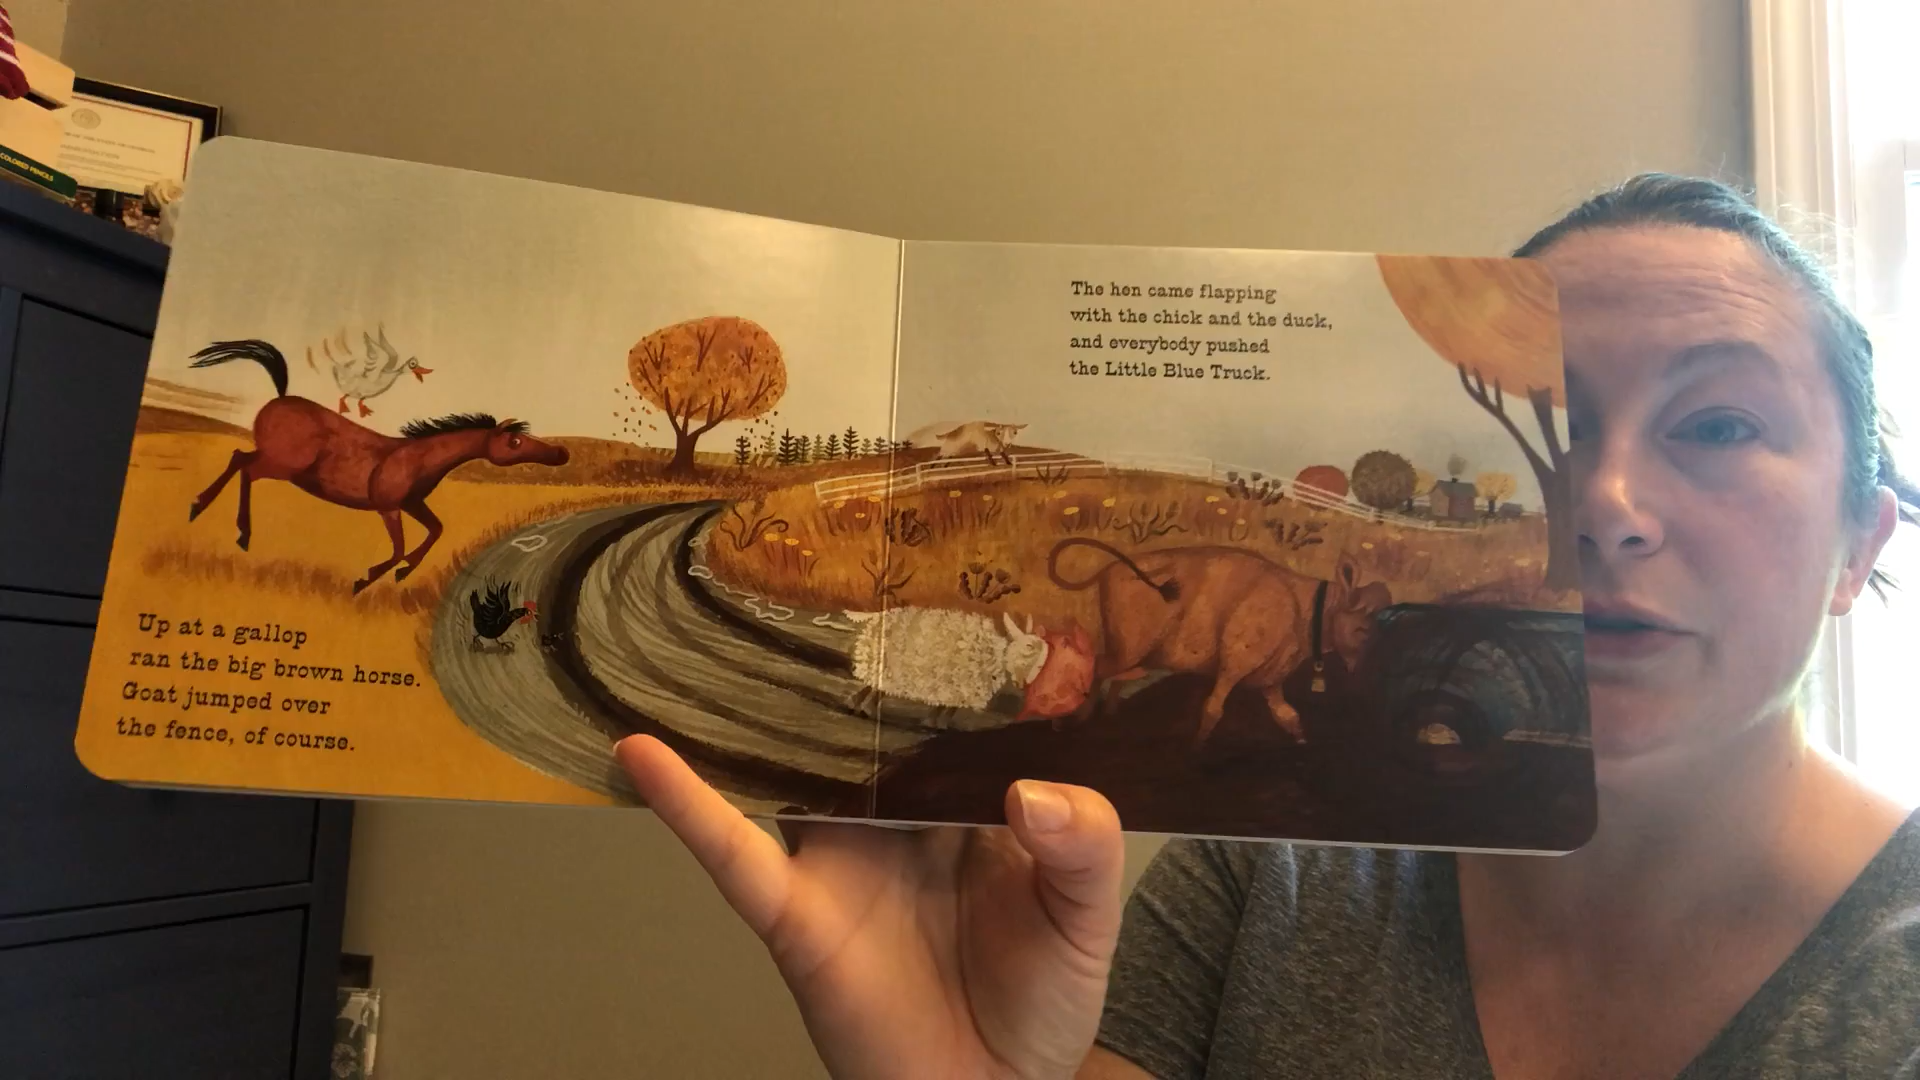 COLORED PENCILS
Up at a gallop
ran the big brown horse.
Goat jumped over
the fence, of course.
The hen came flapping
with the chick and the duck,
and everybody pushed
the Little Blue Truck.